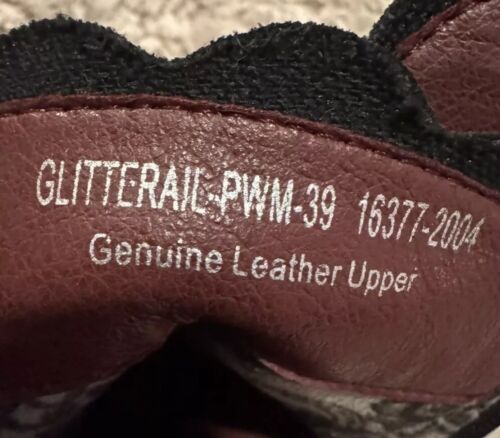 GLITTERAIL-PWM-39 16377-2004
Genuine Leather Upper